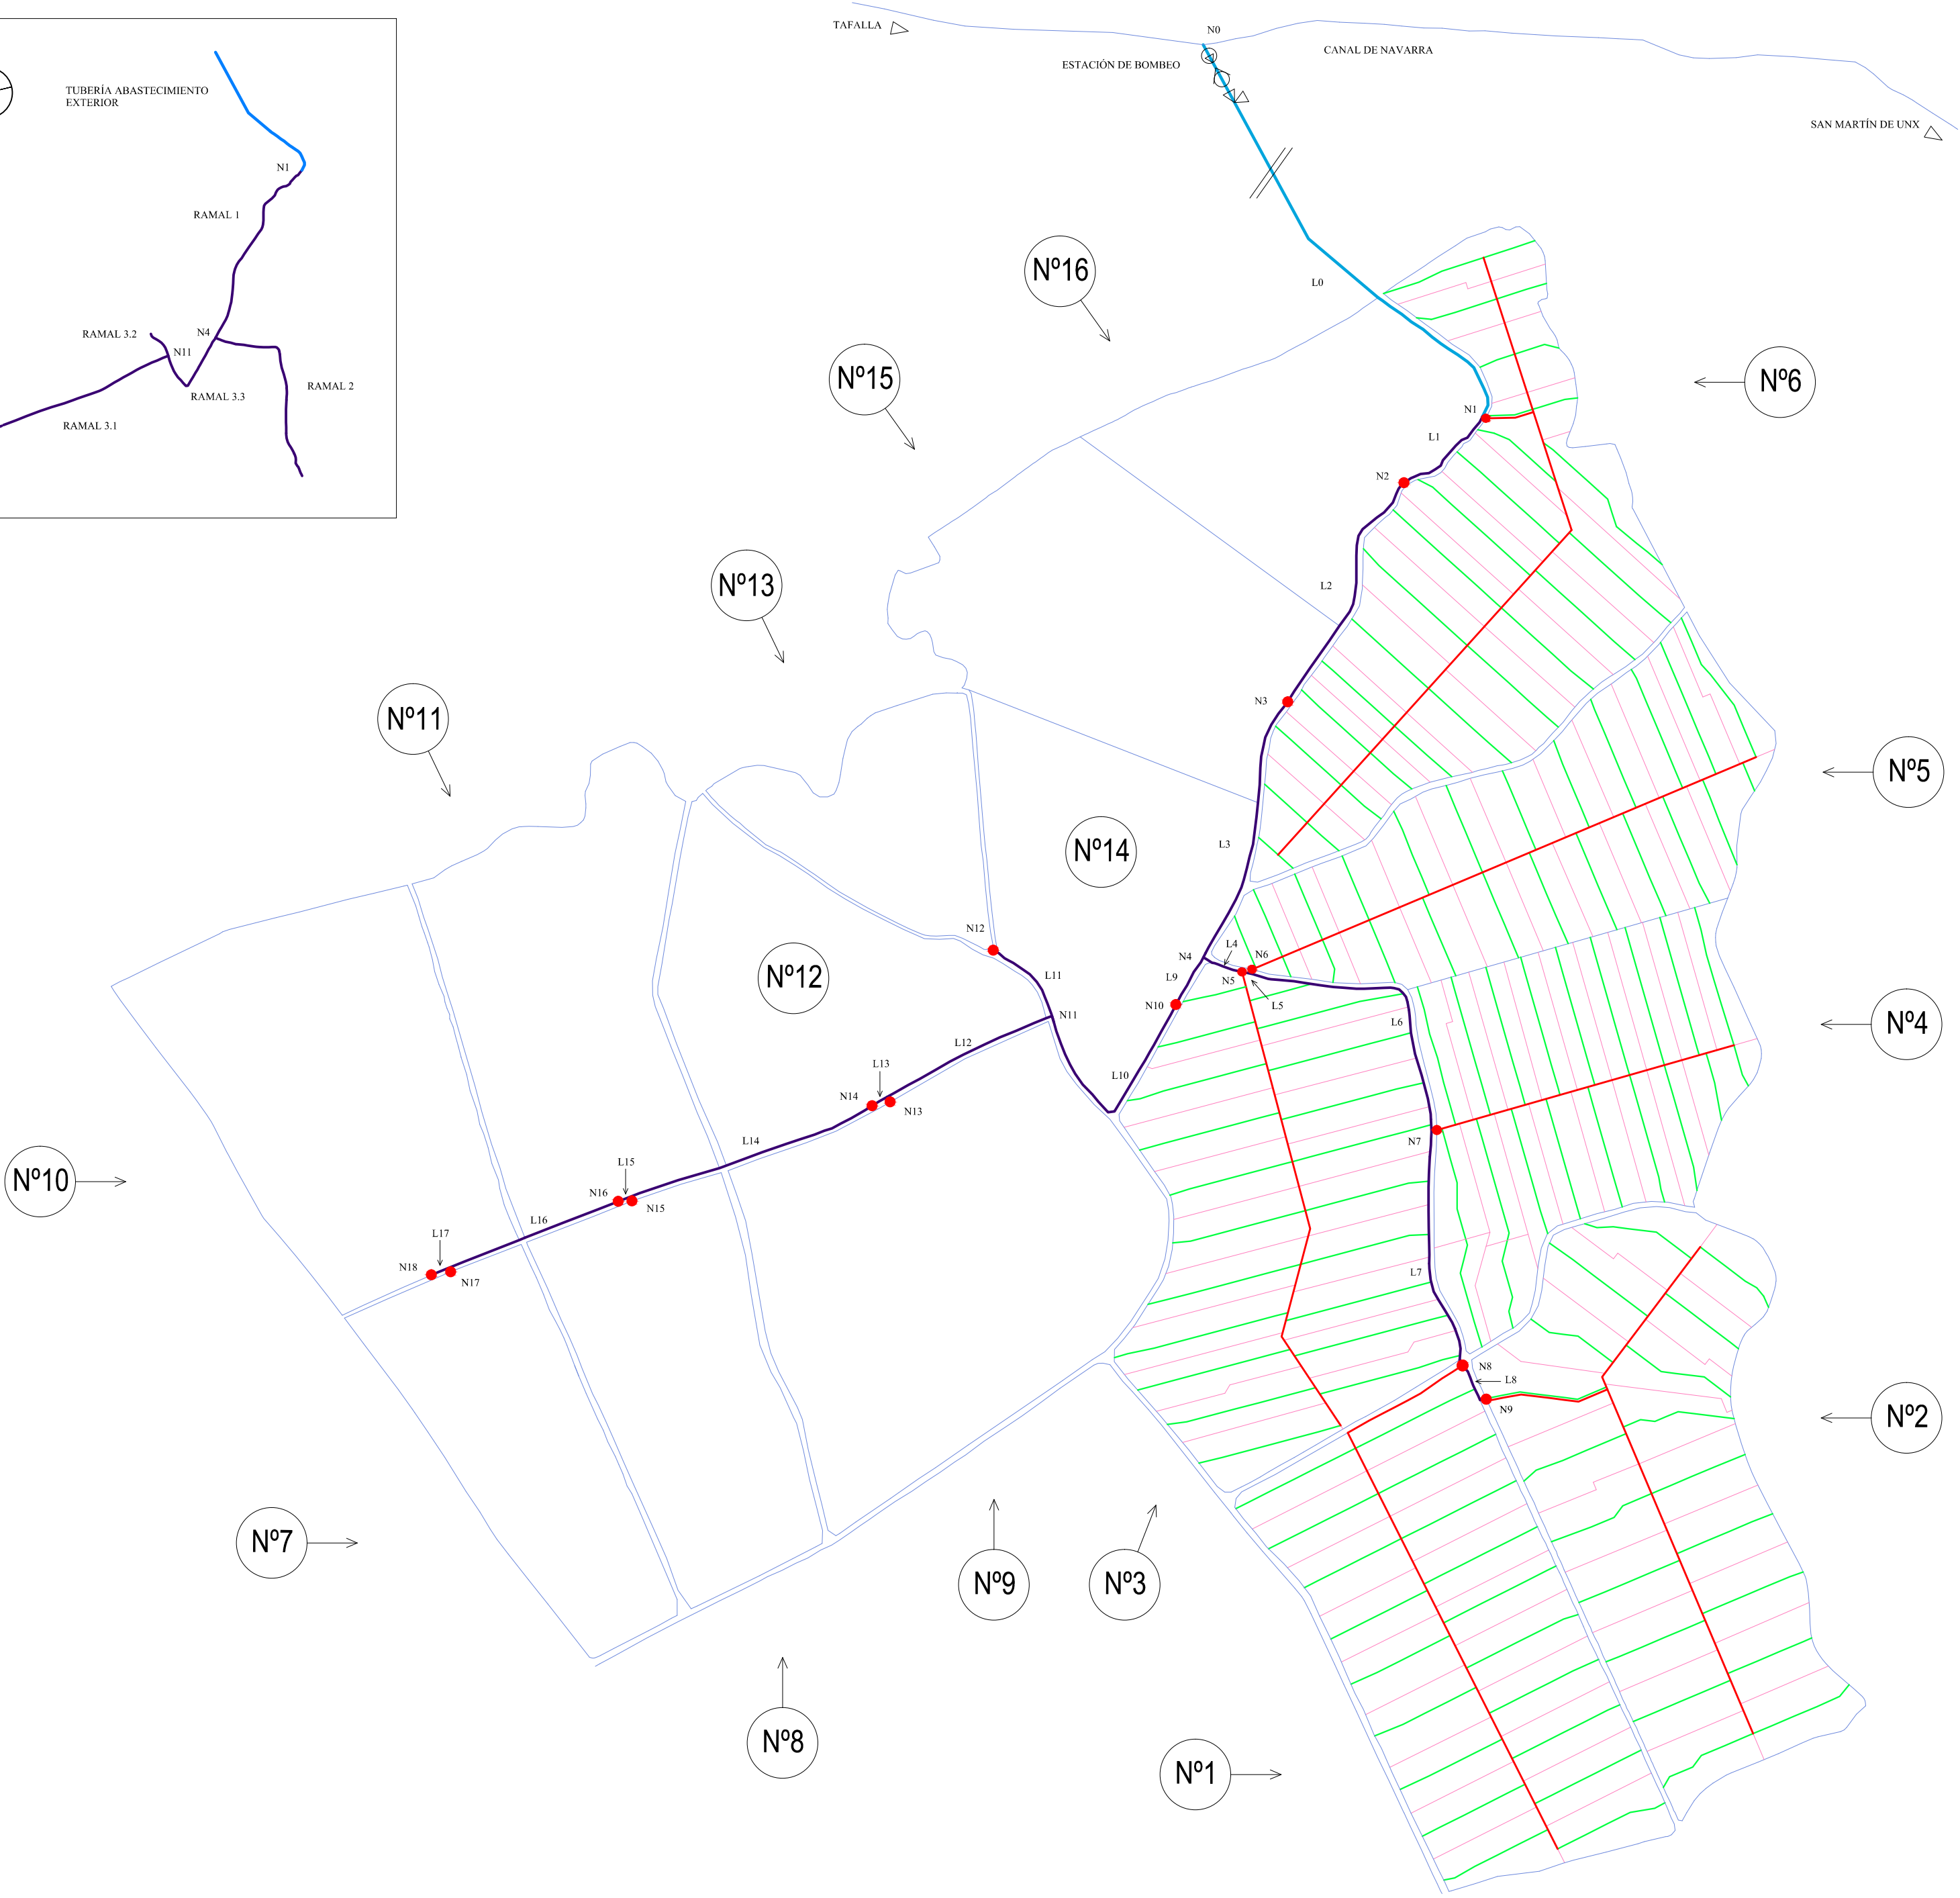 TAFALLA
N0
CANAL DE NAVARRA
ESTACIÓN DE BOMBEO
SAN MARTÍN DE UNX
TUBERÍA ABASTECIMIENTO
EXTERIOR
N1
RAMAL 1
RAMAL 3.2
N4
N11
RAMAL 2
RAMAL 3.3
RAMAL 3.1
Nº16
L0
Nº15
Nº6
N1
L1
N2
Nº13
L2
Nº11
N3
Nº5
Nº14
L3
N12
N4
L4
N6
Nº12
L11
L9
N5
L5
N10
N11
L6
Nº4
L12
L13
L10
N14
N13
N7
L14
L15
Nº10
N16
N15
L16
L17
N18
N17
L7
N8
L8
N9
Nº2
Nº7
Nº9
Nº3
Nº8
Nº1